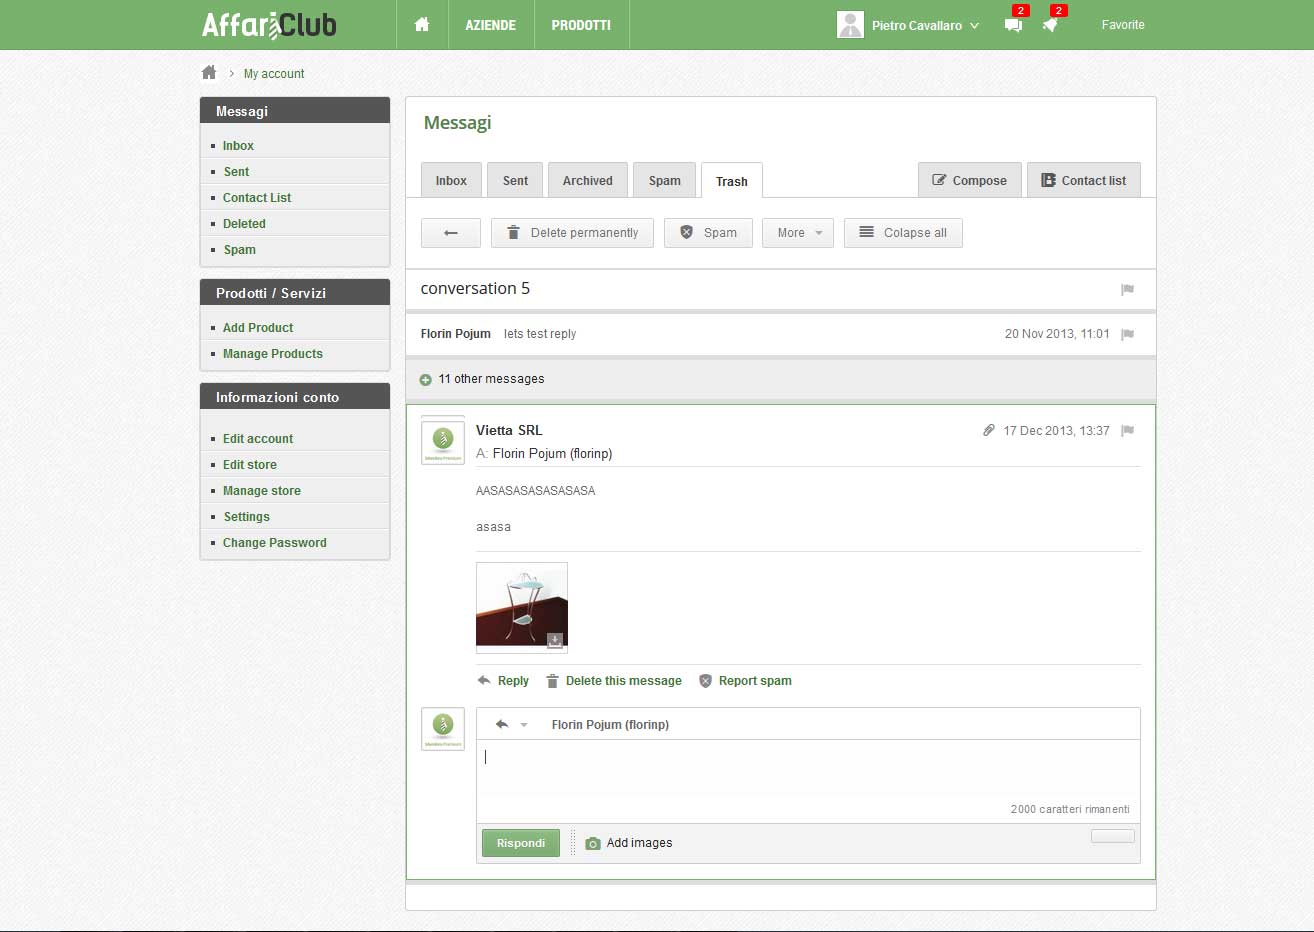 AffariClub
AZIENDE
PRODOTTI
Pietro Cavallaro
2
2
Favorite
My account
Messagi
Inbox
Sent
Contact List
Deleted
Spam
Prodotti / Servizi
Add Product
Manage Products
Informazioni conto
Edit account
Edit store
Manage store
Settings
Change Password
Messagi
Inbox
Sent
Archived
Spam
Trash
Compose
Contact list
Delete permanently
Spam
More
Colapse all
conversation 5
Florin Pojum lets test reply 20 Nov 2013, 11:01
11 other messages
Vietta SRL 17 Dec 2013, 13:37
A: Florin Pojum (florinp)
AASASASASASASASA
asasa
Reply
Delete this message
Report spam
Florin Pojum (florinp)
2000 caratteri rimanenti
Rispondi
Add images